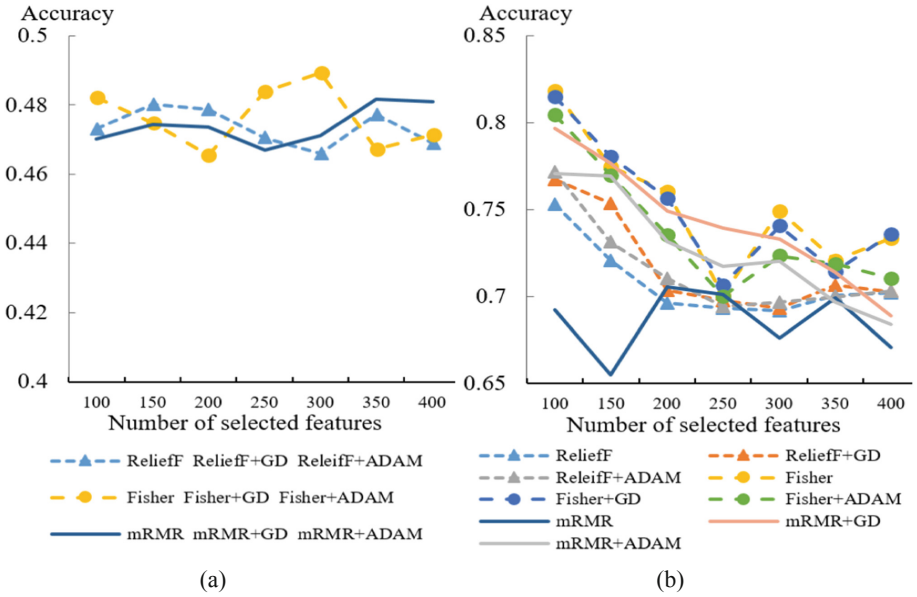 Accuracy
0.5
0.48
0.46
0.44
0.42
0.4
100 150 200 250 300 350 400
Number of selected features
ReliefF ReliefF+GD ReleifF+ADAM
Fisher Fisher+GD Fisher+ADAM
mRMR mRMR+GD mRMR+ADAM
(a)
Accuracy
0.85
0.8
0.75
0.7
0.65
100 150 200 250 300 350 400
Number of selected features
ReliefF ReliefF+GD
ReleifF+ADAM Fisher
Fisher+GD Fisher+ADAM
mRMR mRMR+GD
mRMR+ADAM
(b)